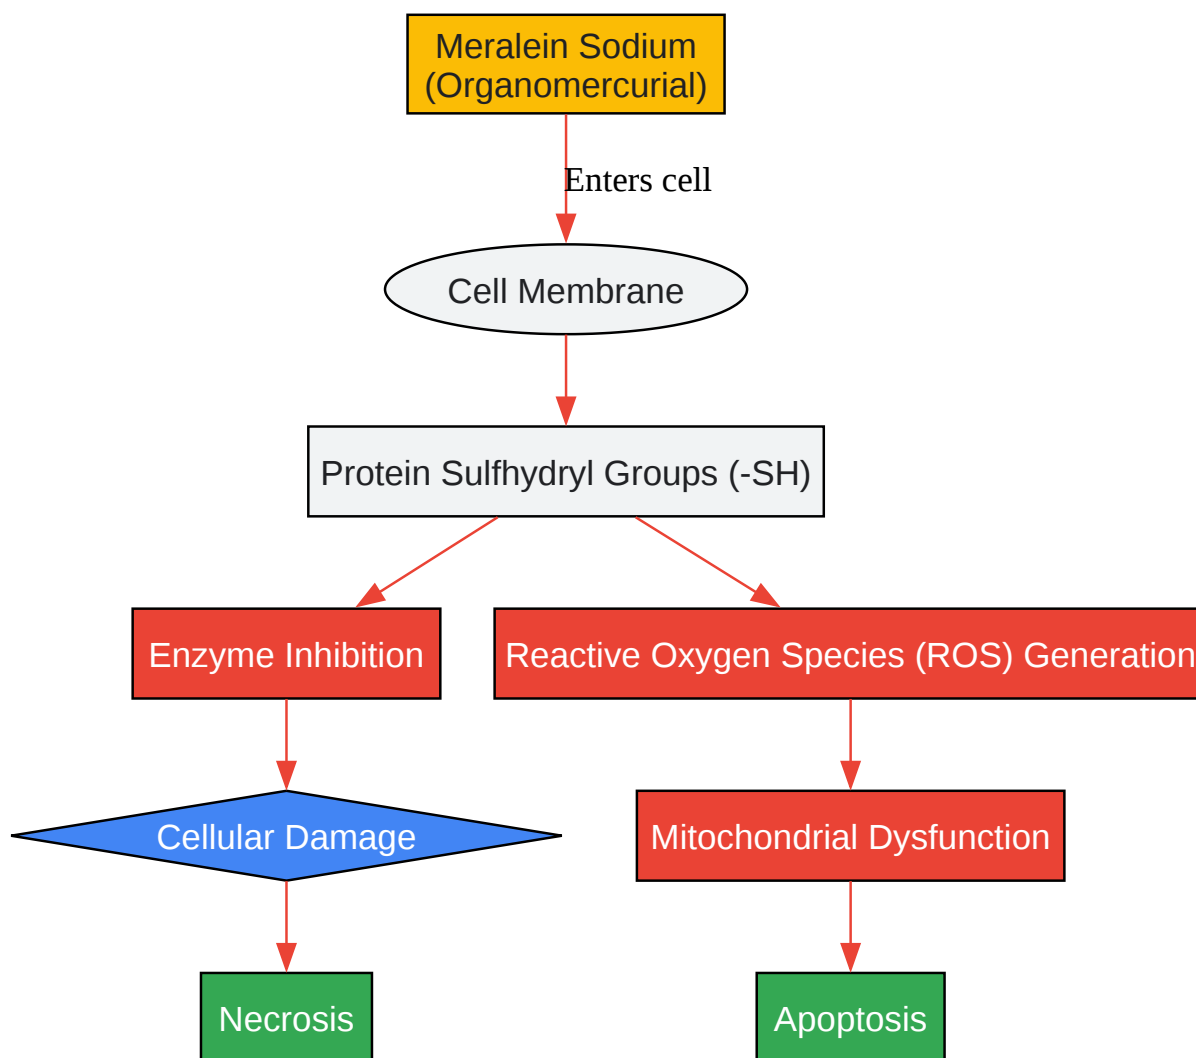 Meralein Sodium
(Organomercurial)
Enters cell
Cell Membrane
Protein Sulfhydryl Groups (-SH)
Enzyme Inhibition
Reactive Oxygen Species (ROS) Generation
Cellular Damage
Mitochondrial Dysfunction
Necrosis
Apoptosis